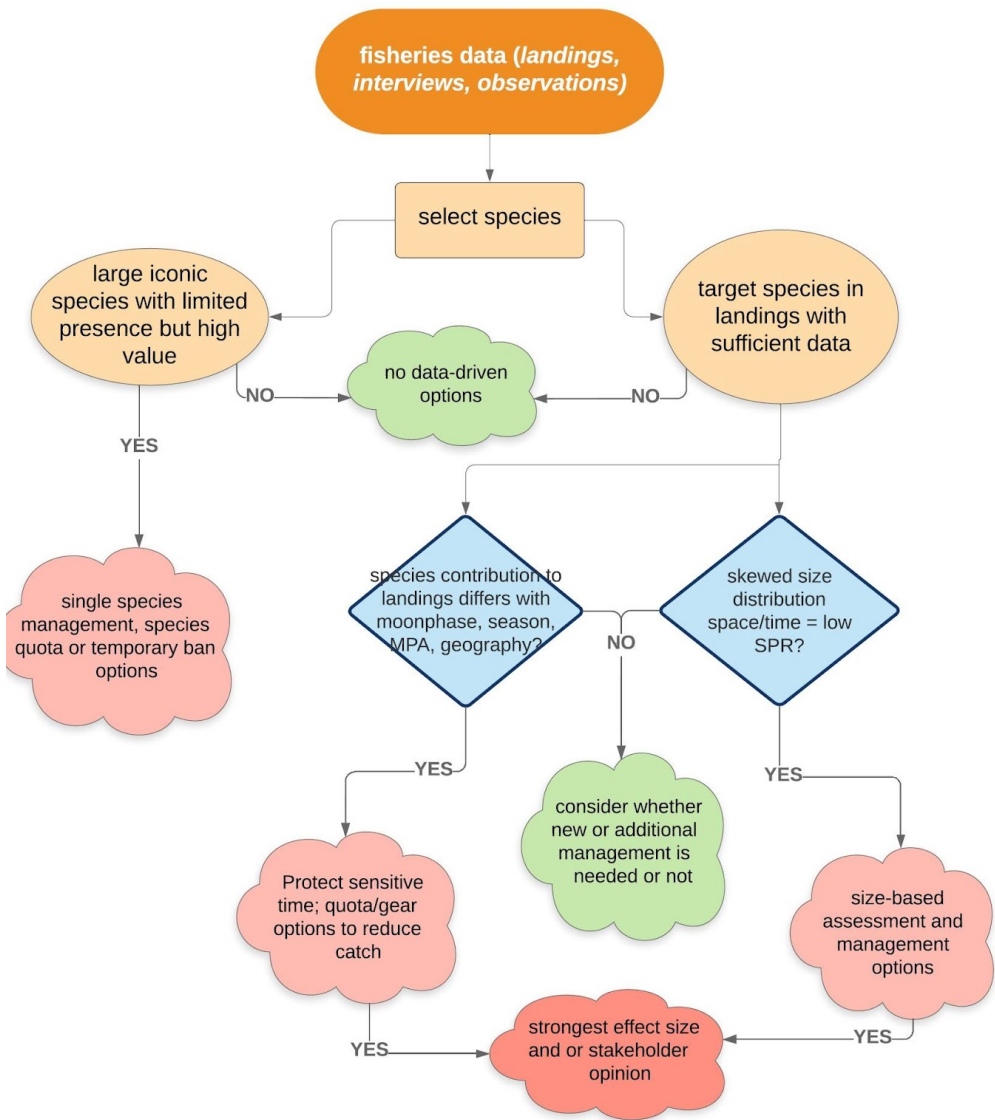 fisheries data (landings,
interviews, observations)
select species
large iconic
species with limited
presence but high
value
target species in
landings with
sufficient data
no data-driven
options
NO
NO
YES
species contribution to
landings differs with
moonphase, season,
MPA, geography?
skewed size
distribution
space/time = low
SPR?
single species
management, species
quota or temporary ban
options
NO
YES
YES
consider whether
new or additional
management is
needed or not
Protect sensitive
time; quota/gear
options to reduce
catch
size-based
assessment and
management
options
strongest effect size
and or stakeholder
opinion
YES
YES